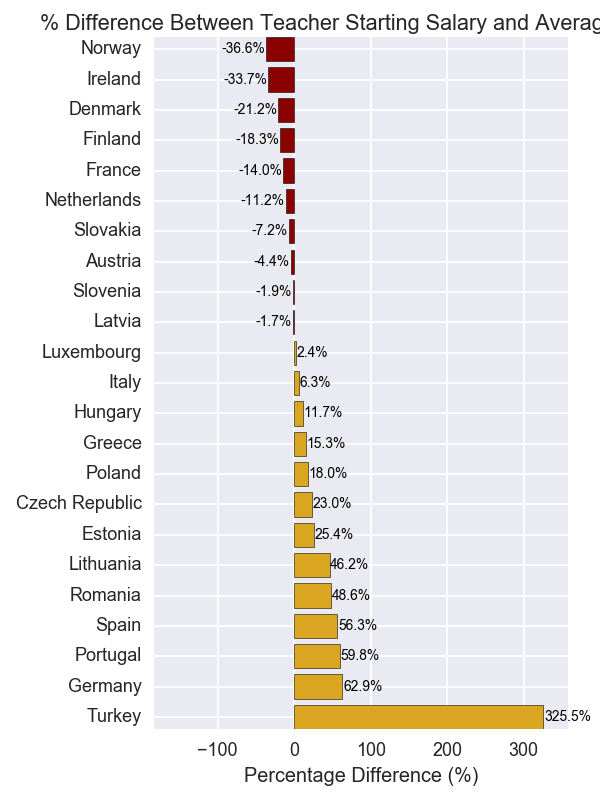 % Difference Between Teacher Starting Salary and Averag
Norway -36.6%
Ireland -33.7%
Denmark -21.2%
Finland -18.3%
France -14.0%
Netherlands -11.2%
Slovakia -7.2%
Austria -4.4%
Slovenia -1.9%
Latvia -1.7%
Luxembourg 2.4%
Italy 6.3%
Hungary 11.7%
Greece 15.3%
Poland 18.0%
Czech Republic 23.0%
Estonia 25.4%
Lithuania 46.2%
Romania 48.6%
Spain 56.3%
Portugal 59.8%
Germany 62.9%
Turkey 325.5%
−100 0 100 200 300
Percentage Difference (%)